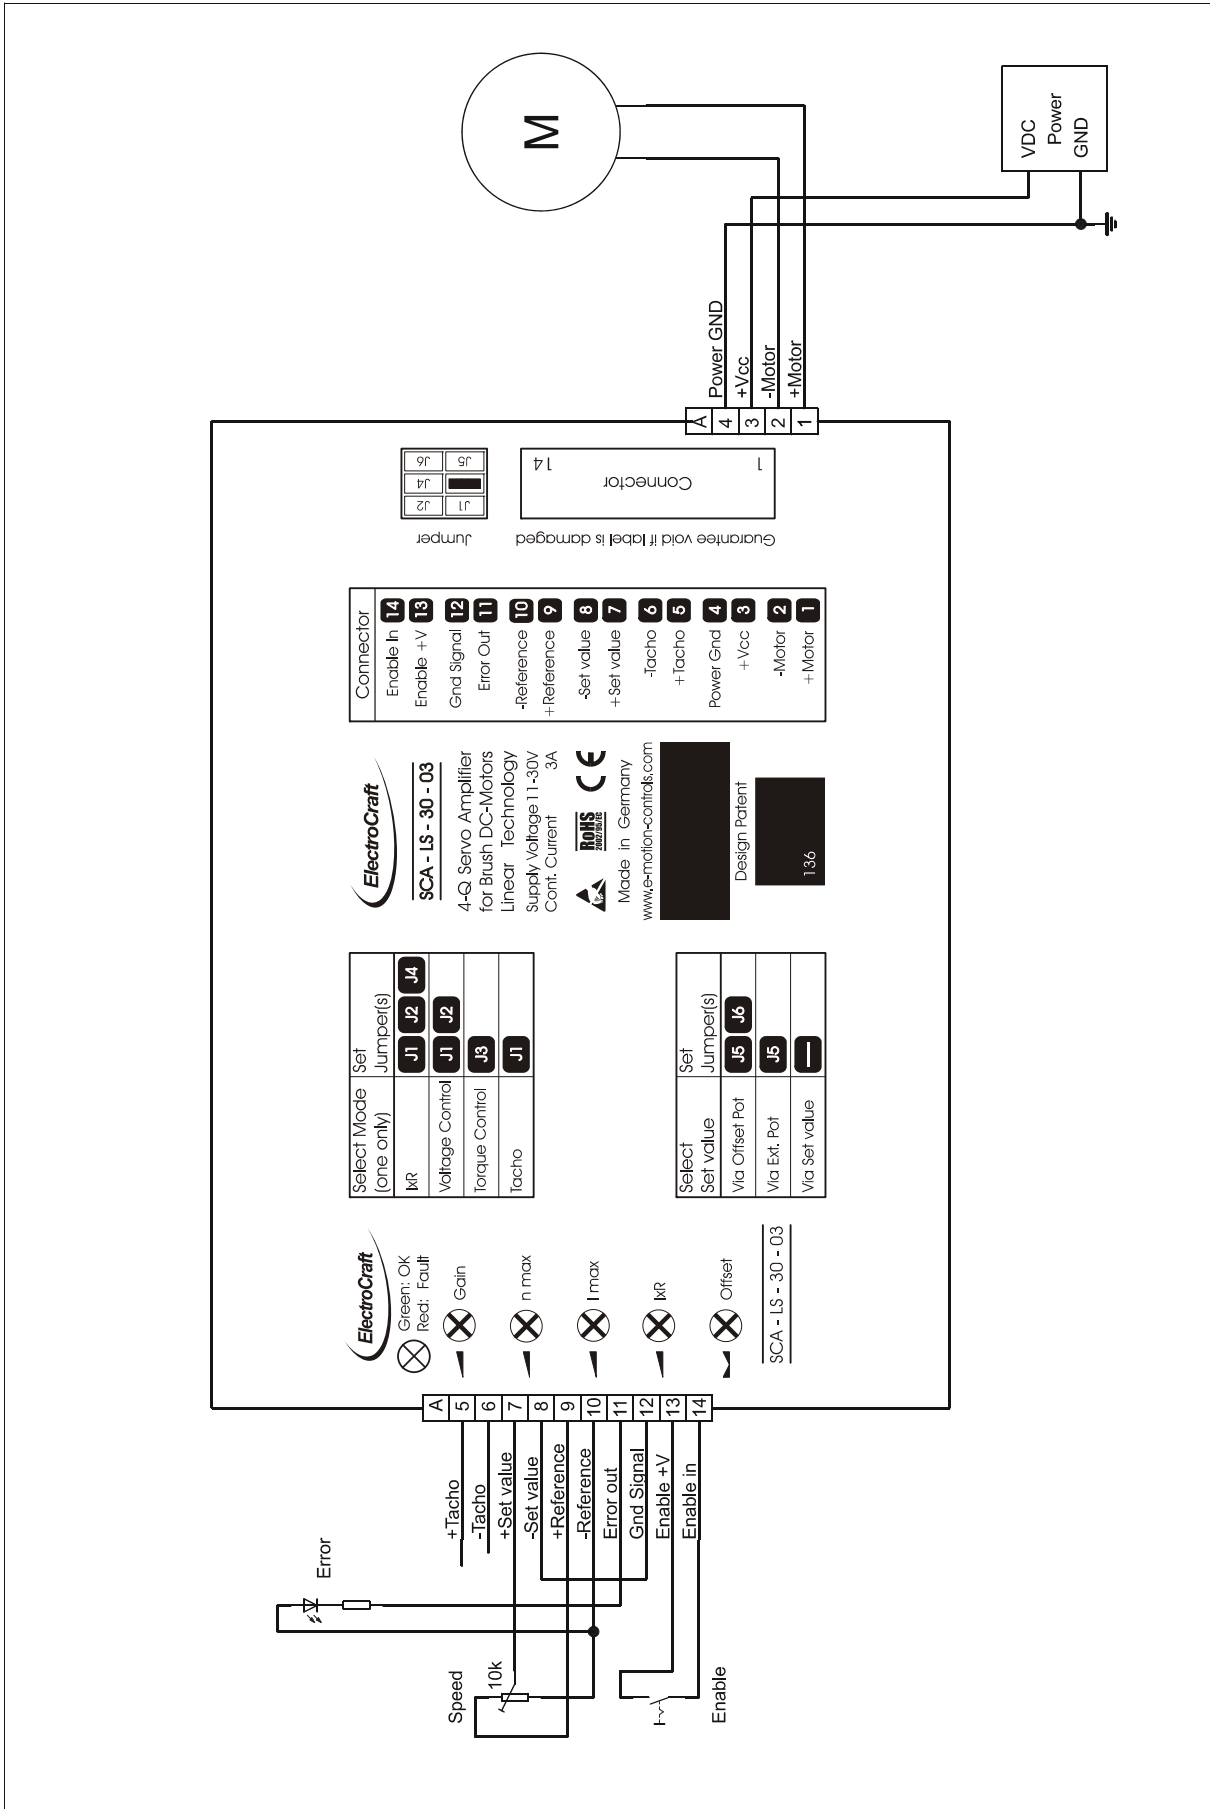 Error
Speed
10k
Enable
+Tacho
-Tacho
+Set value
-Set value
+Reference
-Reference
Error out
Gnd Signal
Enable +V
Enable in
A
5
6
7
8
9
10
11
12
13
14
ElectroCraft
Green: OK
Red: Fault
Gain
n max
I max
IxR
Offset
SCA - LS - 30 - 03
Select Mode
(one only)
Set
Jumper(s)
IxR
J1 J2 J4
Voltage Control
J1 J2
Torque Control
J3
Tacho
J1
Select
Set value
Set
Jumper(s)
Via Offset Pot
J5 J6
Via Ext. Pot
J5
Via Set value
—
ElectroCraft
SCA - LS - 30 - 03
4-Q Servo Amplifier
for Brush DC-Motors
Linear Technology
Supply Voltage 11-30V
Cont. Current 3A
RoHS
2002/95/EC
CE
Made in Germany
www.e-motion-controls.com
Design Patent
136
Connector
Enable In 14
Enable +V 13
Gnd Signal 12
Error Out 11
-Reference 10
+Reference 9
-Set value 8
+Set value 7
-Tacho 6
+Tacho 5
Power Gnd 4
+Vcc 3
-Motor 2
+Motor 1
Jumper
J1
J2
J4
J5
J6
Guarantee void if label is damaged
Connector
1
14
A
4
3
2
1
Power GND
+Vcc
-Motor
+Motor
M
VDC
Power
GND